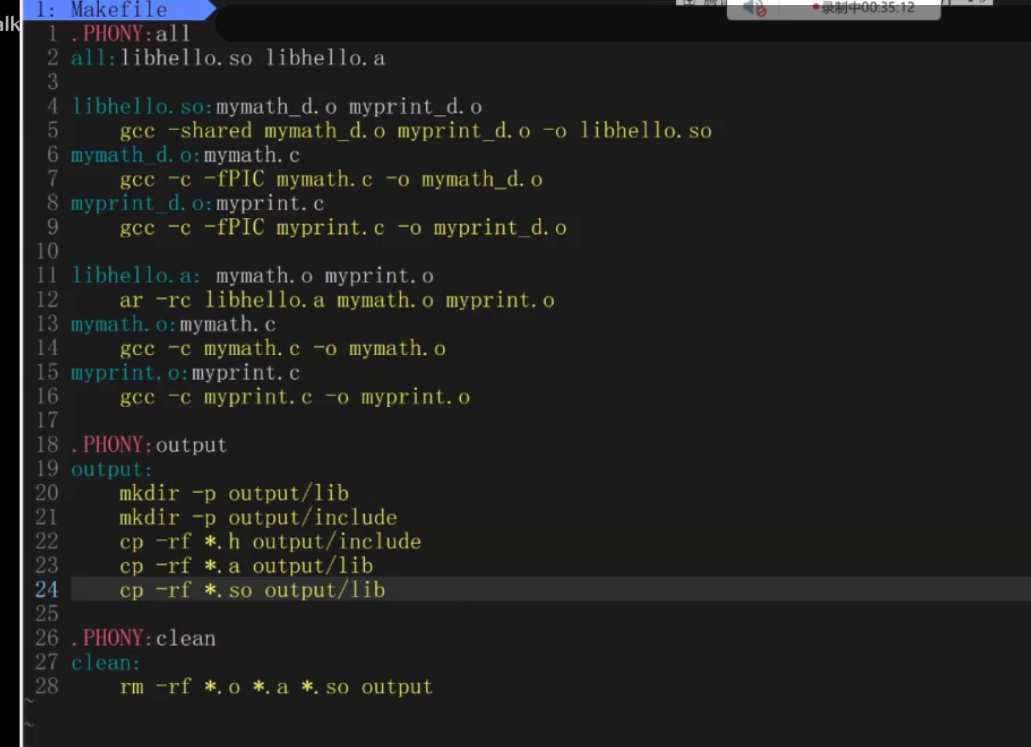 1: Makefile
录制中00:35:12
1 .PHONY:all
2 all:libhello.so libhello.a
3
4 libhello.so:mymath_d.o myprint_d.o
5     gcc -shared mymath_d.o myprint_d.o -o libhello.so
6 mymath_d.o:mymath.c
7     gcc -c -fPIC mymath.c -o mymath_d.o
8 myprint_d.o:myprint.c
9     gcc -c -fPIC myprint.c -o myprint_d.o
10
11 libhello.a: mymath.o myprint.o
12     ar -rc libhello.a mymath.o myprint.o
13 mymath.o:mymath.c
14     gcc -c mymath.c -o mymath.o
15 myprint.o:myprint.c
16     gcc -c myprint.c -o myprint.o
17
18 .PHONY:output
19 output:
20     mkdir -p output/lib
21     mkdir -p output/include
22     cp -rf *.h output/include
23     cp -rf *.a output/lib
24     cp -rf *.so output/lib
25
26 .PHONY:clean
27 clean:
28     rm -rf *.o *.a *.so output
~
~